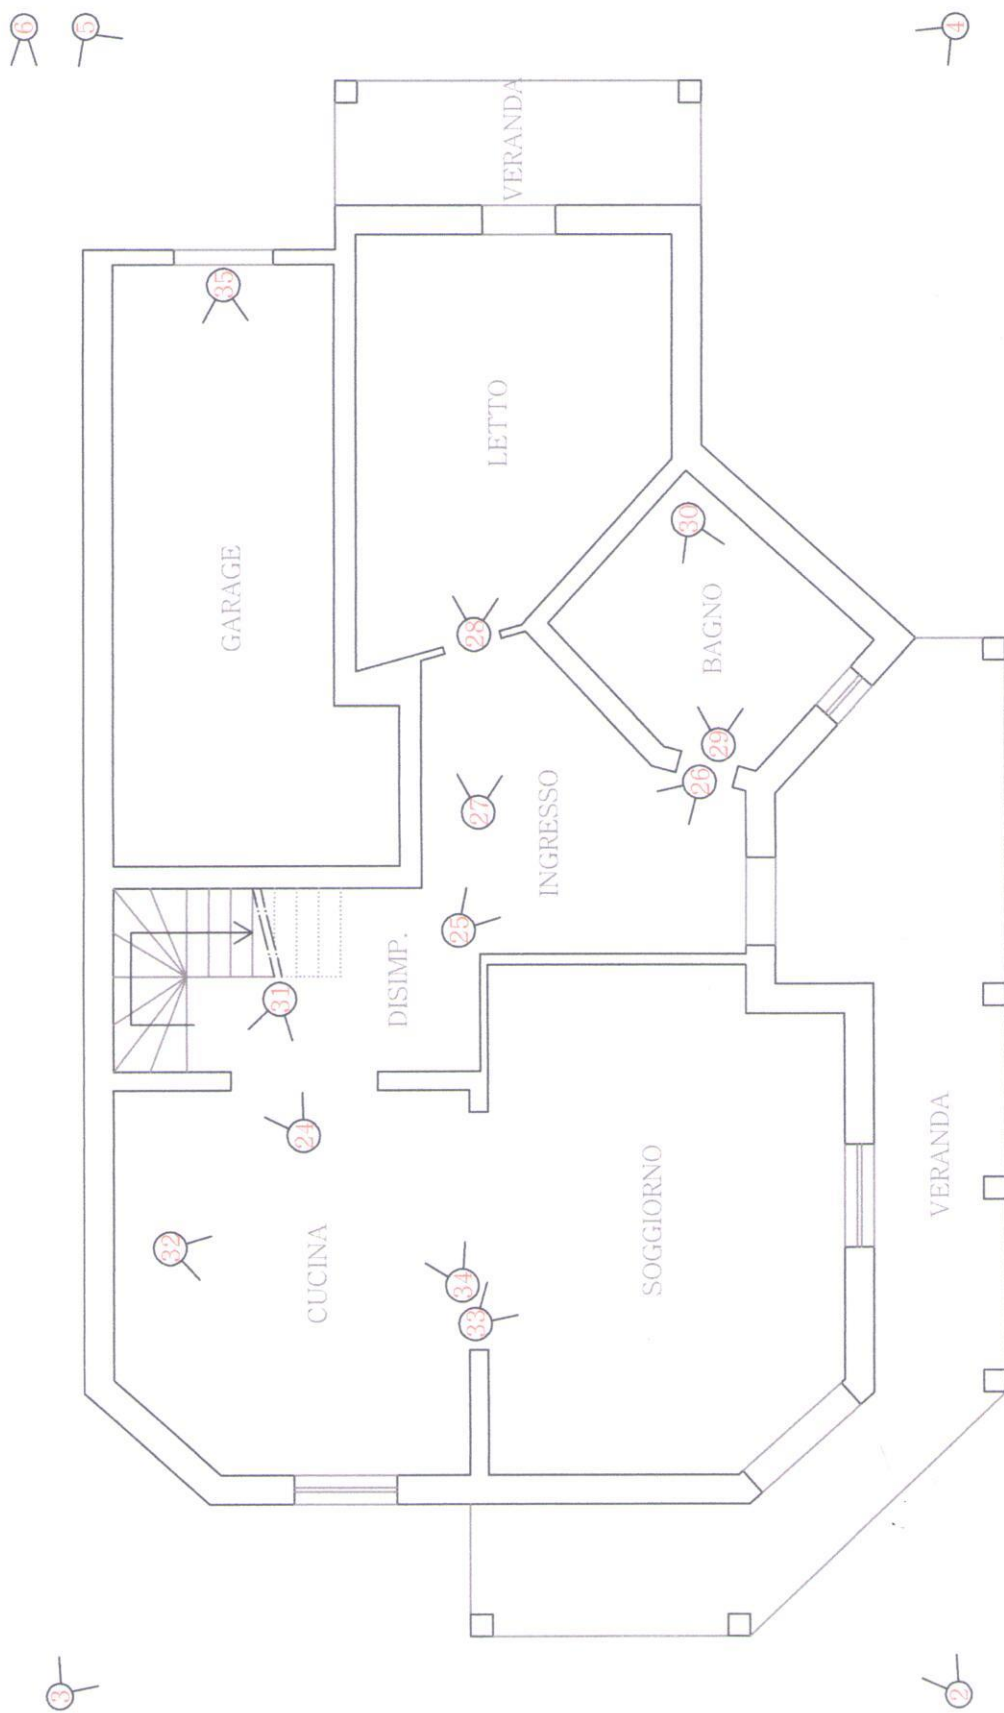 6
5
4
VERANDA
35
LETTO
GARAGE
30
BAGNO
28
29
26
27
INGRESSO
25
DISIMP.
31
24
VERANDA
SOGGIORNO
32
CUCINA
34
33
3
2